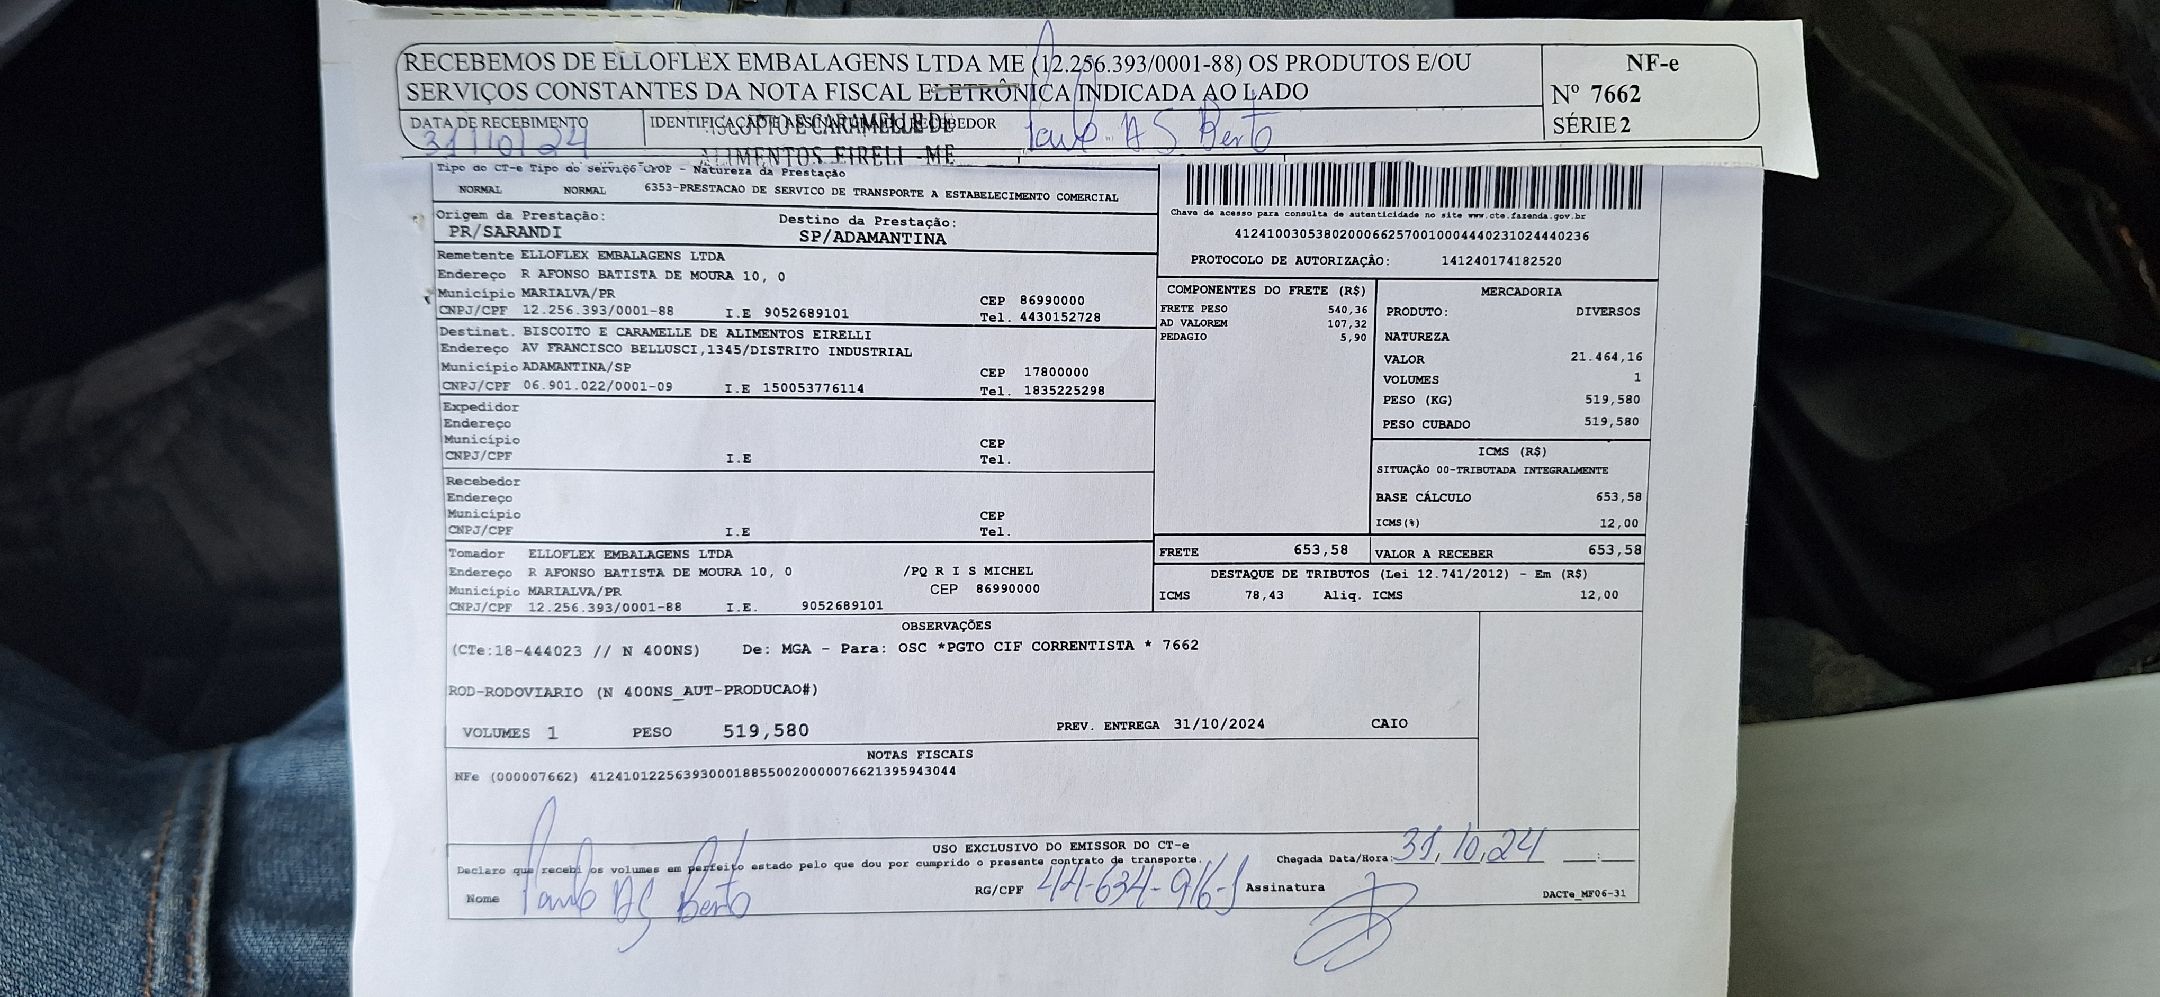 RECEBEMOS DE ELLOFLEX EMBALAGENS LTDA ME (12.256.393/0001-88) OS PRODUTOS E/OU
SERVIÇOS CONSTANTES DA NOTA FISCAL ELETRÔNICA INDICADA AO LADO
NF-e
Nº 7662
SÉRIE 2
DATA DE RECEBIMENTO
31/10/24
IDENTIFICAÇÃO E ASSINATURA DO RECEBEDOR
ISCOITO E CARAMELLE DE
ALIMENTOS EIRELI -ME
Paulo AS Berto
Tipo do CT-e Tipo do serviço CFOP - Natureza da Prestação
NORMAL NORMAL 6353-PRESTACAO DE SERVICO DE TRANSPORTE A ESTABELECIMENTO COMERCIAL
Origem da Prestação: Destino da Prestação:
PR/SARANDI SP/ADAMANTINA
Chave de acesso para consulta de autenticidade no site www.cte.fazenda.gov.br
41241003053802000662570010004440231024440236
PROTOCOLO DE AUTORIZAÇÃO: 141240174182520
Remetente ELLOFLEX EMBALAGENS LTDA
Endereço R AFONSO BATISTA DE MOURA 10, 0
Município MARIALVA/PR CEP 86990000
CNPJ/CPF 12.256.393/0001-88 I.E 9052689101 Tel. 4430152728
Destinat. BISCOITO E CARAMELLE DE ALIMENTOS EIRELLI
Endereço AV FRANCISCO BELLUSCI,1345/DISTRITO INDUSTRIAL
Município ADAMANTINA/SP CEP 17800000
CNPJ/CPF 06.901.022/0001-09 I.E 150053776114 Tel. 1835225298
Expedidor
Endereço
Município CEP
CNPJ/CPF I.E Tel.
Recebedor
Endereço
Município CEP
CNPJ/CPF I.E Tel.
Tomador ELLOFLEX EMBALAGENS LTDA
Endereço R AFONSO BATISTA DE MOURA 10, 0 /PQ R I S MICHEL
Município MARIALVA/PR CEP 86990000
CNPJ/CPF 12.256.393/0001-88 I.E. 9052689101
COMPONENTES DO FRETE (R$)
FRETE PESO 540,36
AD VALOREM 107,32
PEDAGIO 5,90
MERCADORIA
PRODUTO: DIVERSOS
NATUREZA
VALOR 21.464,16
VOLUMES 1
PESO (KG) 519,580
PESO CUBADO 519,580
ICMS (R$)
SITUAÇÃO 00-TRIBUTADA INTEGRALMENTE
BASE CÁLCULO 653,58
ICMS(%) 12,00
FRETE 653,58 VALOR A RECEBER 653,58
DESTAQUE DE TRIBUTOS (Lei 12.741/2012) - Em (R$)
ICMS 78,43 Aliq. ICMS 12,00
OBSERVAÇÕES
(CTe:18-444023 // N 400NS) De: MGA - Para: OSC *PGTO CIF CORRENTISTA * 7662
ROD-RODOVIARIO (N 400NS_AUT-PRODUCAO#)
VOLUMES 1 PESO 519,580 PREV. ENTREGA 31/10/2024 CAIO
NOTAS FISCAIS
NFe (000007662) 41241012256393000188550020000076621395943044
USO EXCLUSIVO DO EMISSOR DO CT-e
Declaro que recebi os volumes em perfeito estado pelo que dou por cumprido o presente contrato de transporte. Chegada Data/Hora: 31,10,24 __:__
Nome Paulo AS Berto RG/CPF 44-634-916-1 Assinatura
DACTe_MF06-31